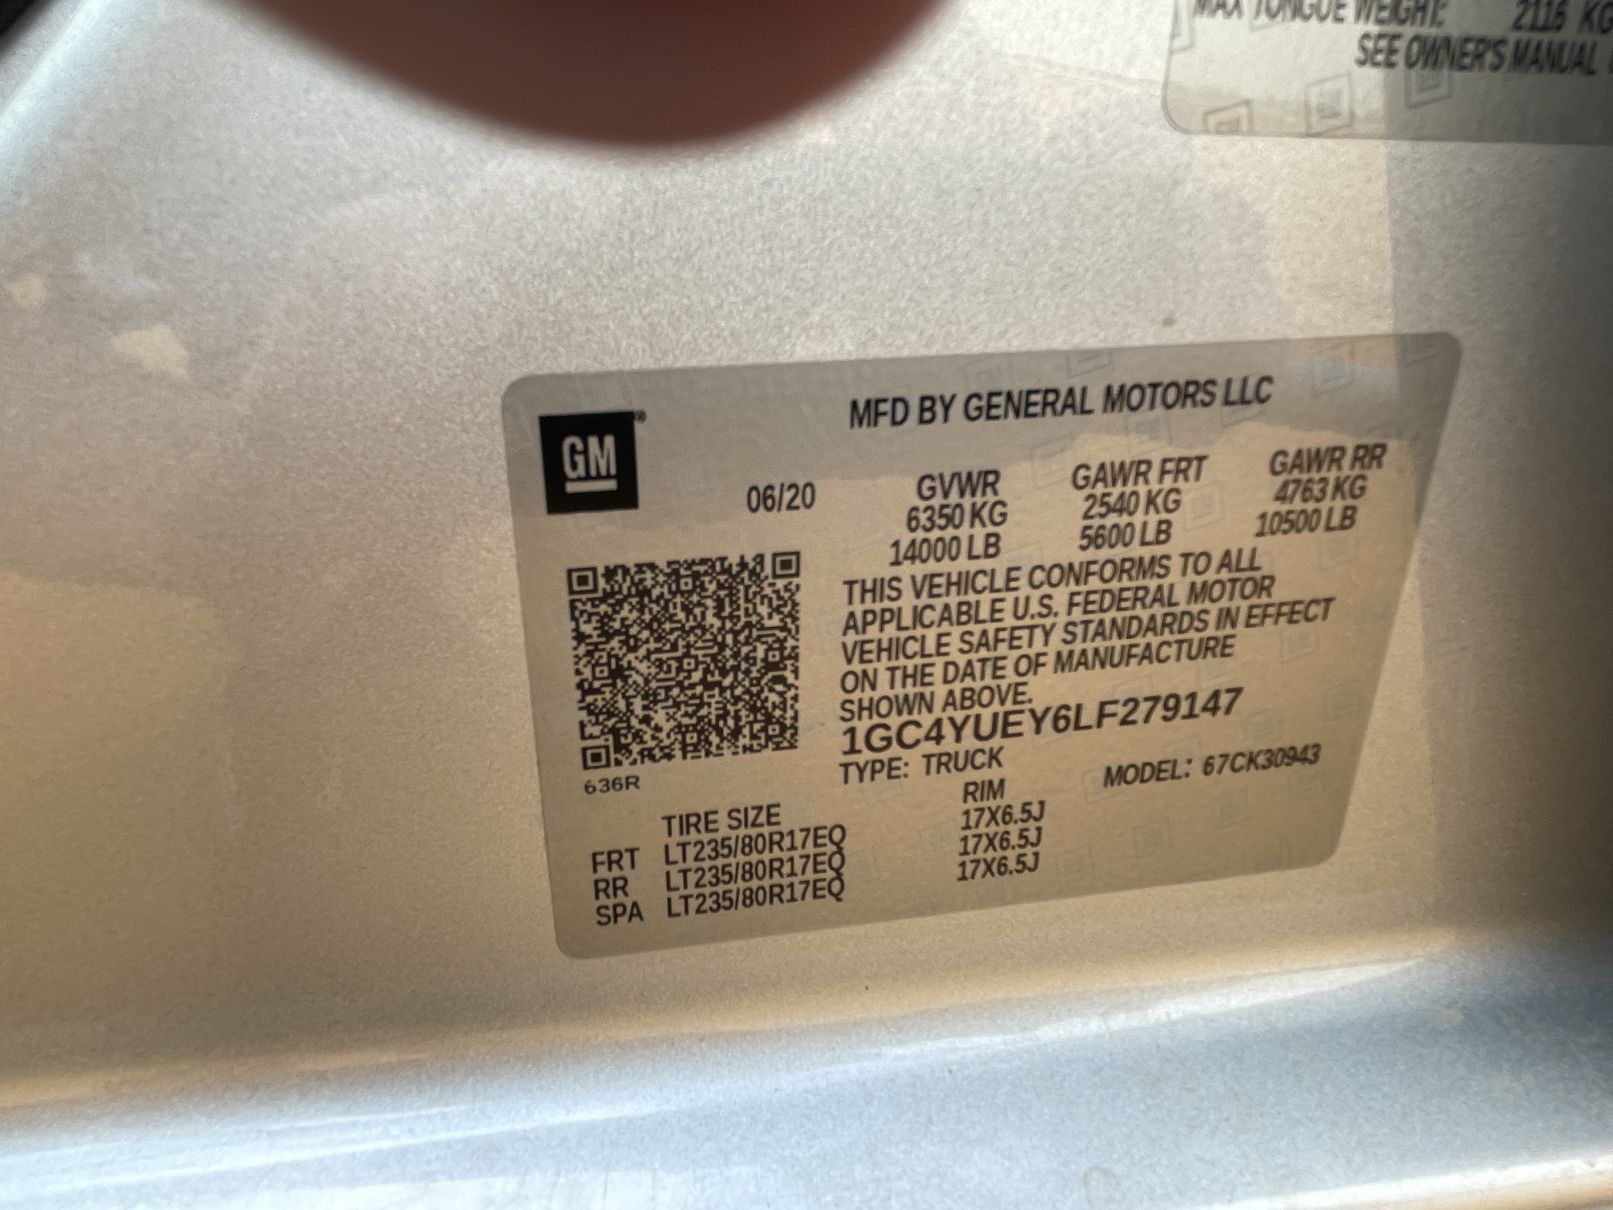 MAX TONGUE WEIGHT: 2116 KG
SEE OWNER'S MANUAL
GM®
MFD BY GENERAL MOTORS LLC
06/20 GVWR GAWR FRT GAWR RR
6350 KG 2540 KG 4763 KG
14000 LB 5600 LB 10500 LB
THIS VEHICLE CONFORMS TO ALL
APPLICABLE U.S. FEDERAL MOTOR
VEHICLE SAFETY STANDARDS IN EFFECT
ON THE DATE OF MANUFACTURE
SHOWN ABOVE.
1GC4YUEY6LF279147
TYPE: TRUCK MODEL: 67CK30943
636R
TIRE SIZE RIM
FRT LT235/80R17EQ 17X6.5J
RR LT235/80R17EQ 17X6.5J
SPA LT235/80R17EQ 17X6.5J